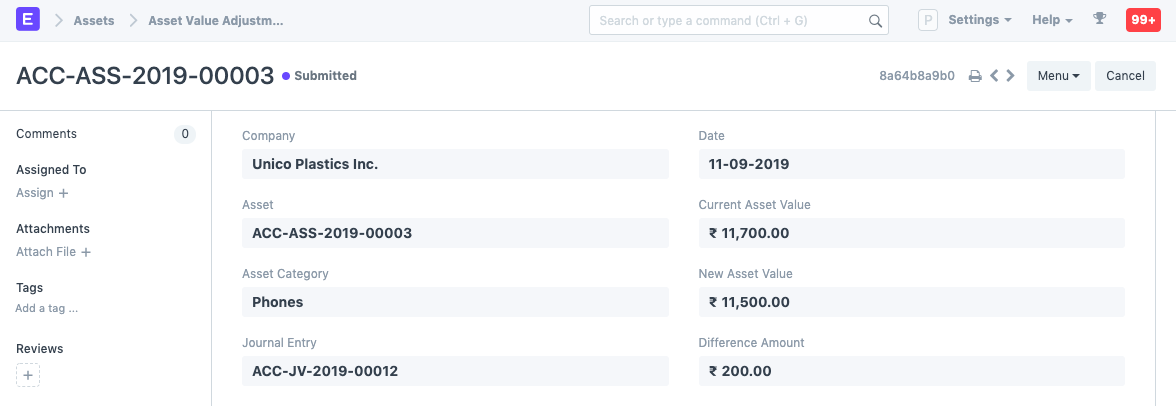 E Assets Asset Value Adjustm... Search or type a command (Ctrl + G) P Settings Help 99+
ACC-ASS-2019-00003 Submitted 8a64b8a9b0 Menu Cancel
Comments 0
Assigned To
Assign +
Attachments
Attach File +
Tags
Add a tag ...
Reviews
+
Company
Unico Plastics Inc.
Asset
ACC-ASS-2019-00003
Asset Category
Phones
Journal Entry
ACC-JV-2019-00012
Date
11-09-2019
Current Asset Value
₹ 11,700.00
New Asset Value
₹ 11,500.00
Difference Amount
₹ 200.00